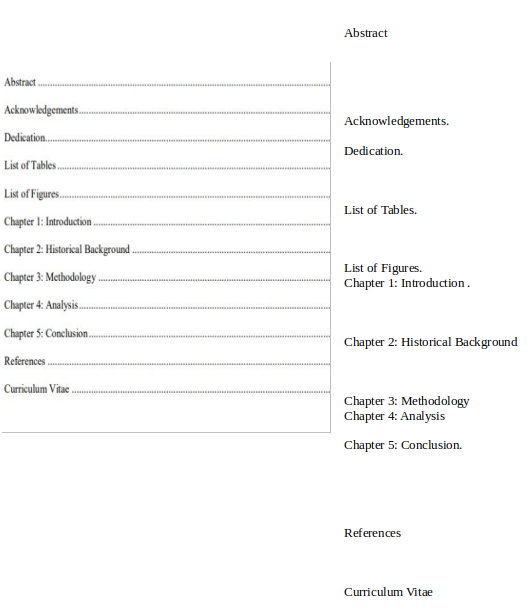 Abstract ................................................................
Acknowledgements................................................................
Dedication................................................................
List of Tables ................................................................
List of Figures................................................................
Chapter 1: Introduction ................................................................
Chapter 2: Historical Background ................................................................
Chapter 3: Methodology ................................................................
Chapter 4: Analysis................................................................
Chapter 5: Conclusion................................................................
References ................................................................
Curriculum Vitae ................................................................
Abstract
Acknowledgements.
Dedication.
List of Tables.
List of Figures.
Chapter 1: Introduction .
Chapter 2: Historical Background
Chapter 3: Methodology
Chapter 4: Analysis
Chapter 5: Conclusion.
References
Curriculum Vitae